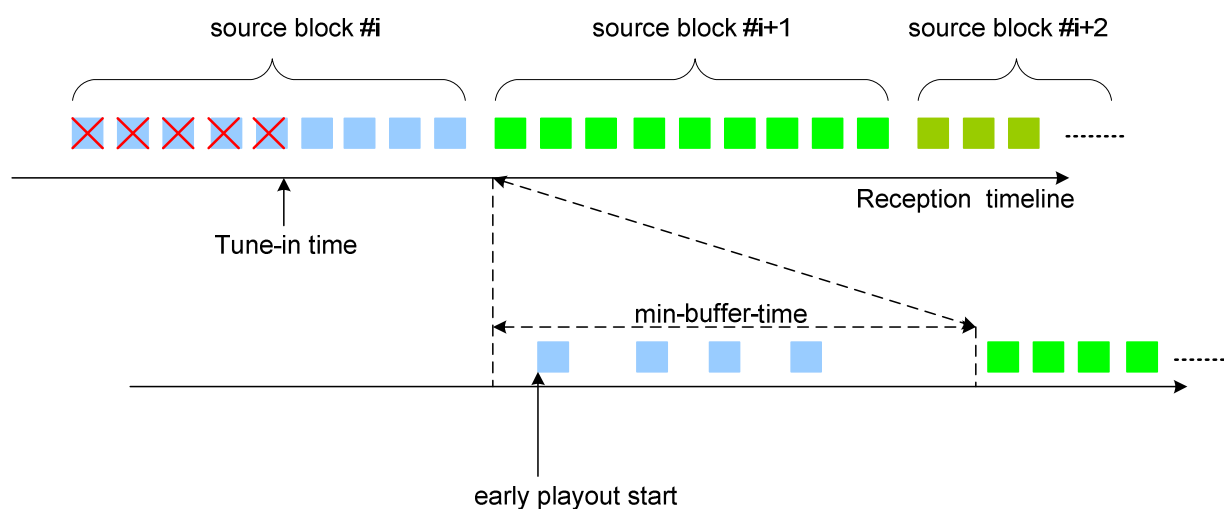 source block #i
source block #i+1
source block #i+2
Reception timeline
Tune-in time
min-buffer-time
early playout start